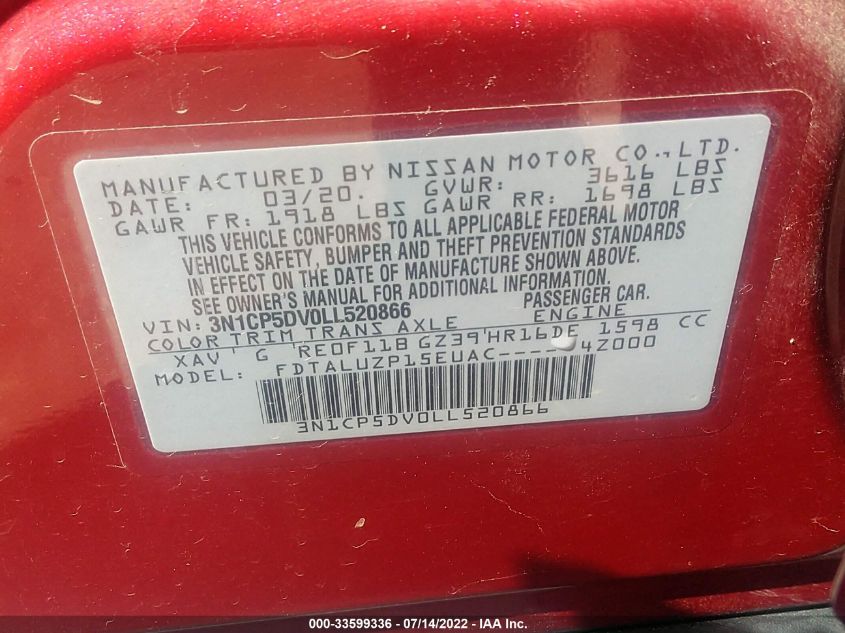 MANUFACTURED BY NISSAN MOTOR CO.,LTD.
DATE: 03/20. GVWR: 3616 LBS
GAWR FR: 1918 LBS GAWR RR: 1698 LBS
THIS VEHICLE CONFORMS TO ALL APPLICABLE FEDERAL MOTOR
VEHICLE SAFETY, BUMPER AND THEFT PREVENTION STANDARDS
IN EFFECT ON THE DATE OF MANUFACTURE SHOWN ABOVE.
SEE OWNER'S MANUAL FOR ADDITIONAL INFORMATION.
VIN: 3N1CP5DV0LL520866 PASSENGER CAR.
COLOR TRIM TRANS AXLE ENGINE
XAV G RE0F11B GZ39 HR16DE 1598 CC
MODEL: FDTALUZP15EUAC-----4Z000
3N1CP5DV0LL520866
000-33599336 - 07/14/2022 - IAA Inc.